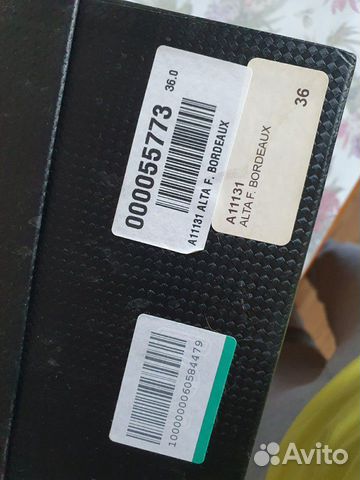 000055773
36.0
A11131 ALTA F. BORDEAUX
36
A11131
ALTA F. BORDEAUX
1000000060584479
Avito